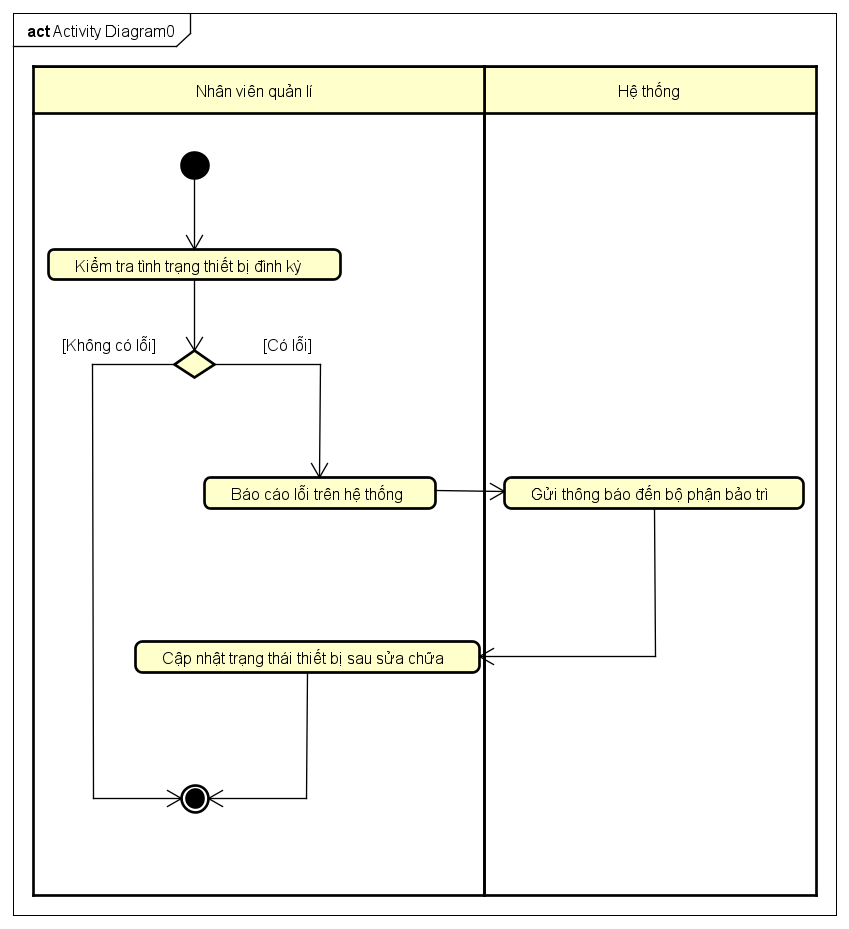 act Activity Diagram0
Nhân viên quản lí
Hệ thống
Kiểm tra tình trạng thiết bị đình kỳ
[Không có lỗi]
[Có lỗi]
Báo cáo lỗi trên hệ thống
Gửi thông báo đến bộ phận bảo trì
Cập nhật trạng thái thiết bị sau sửa chữa